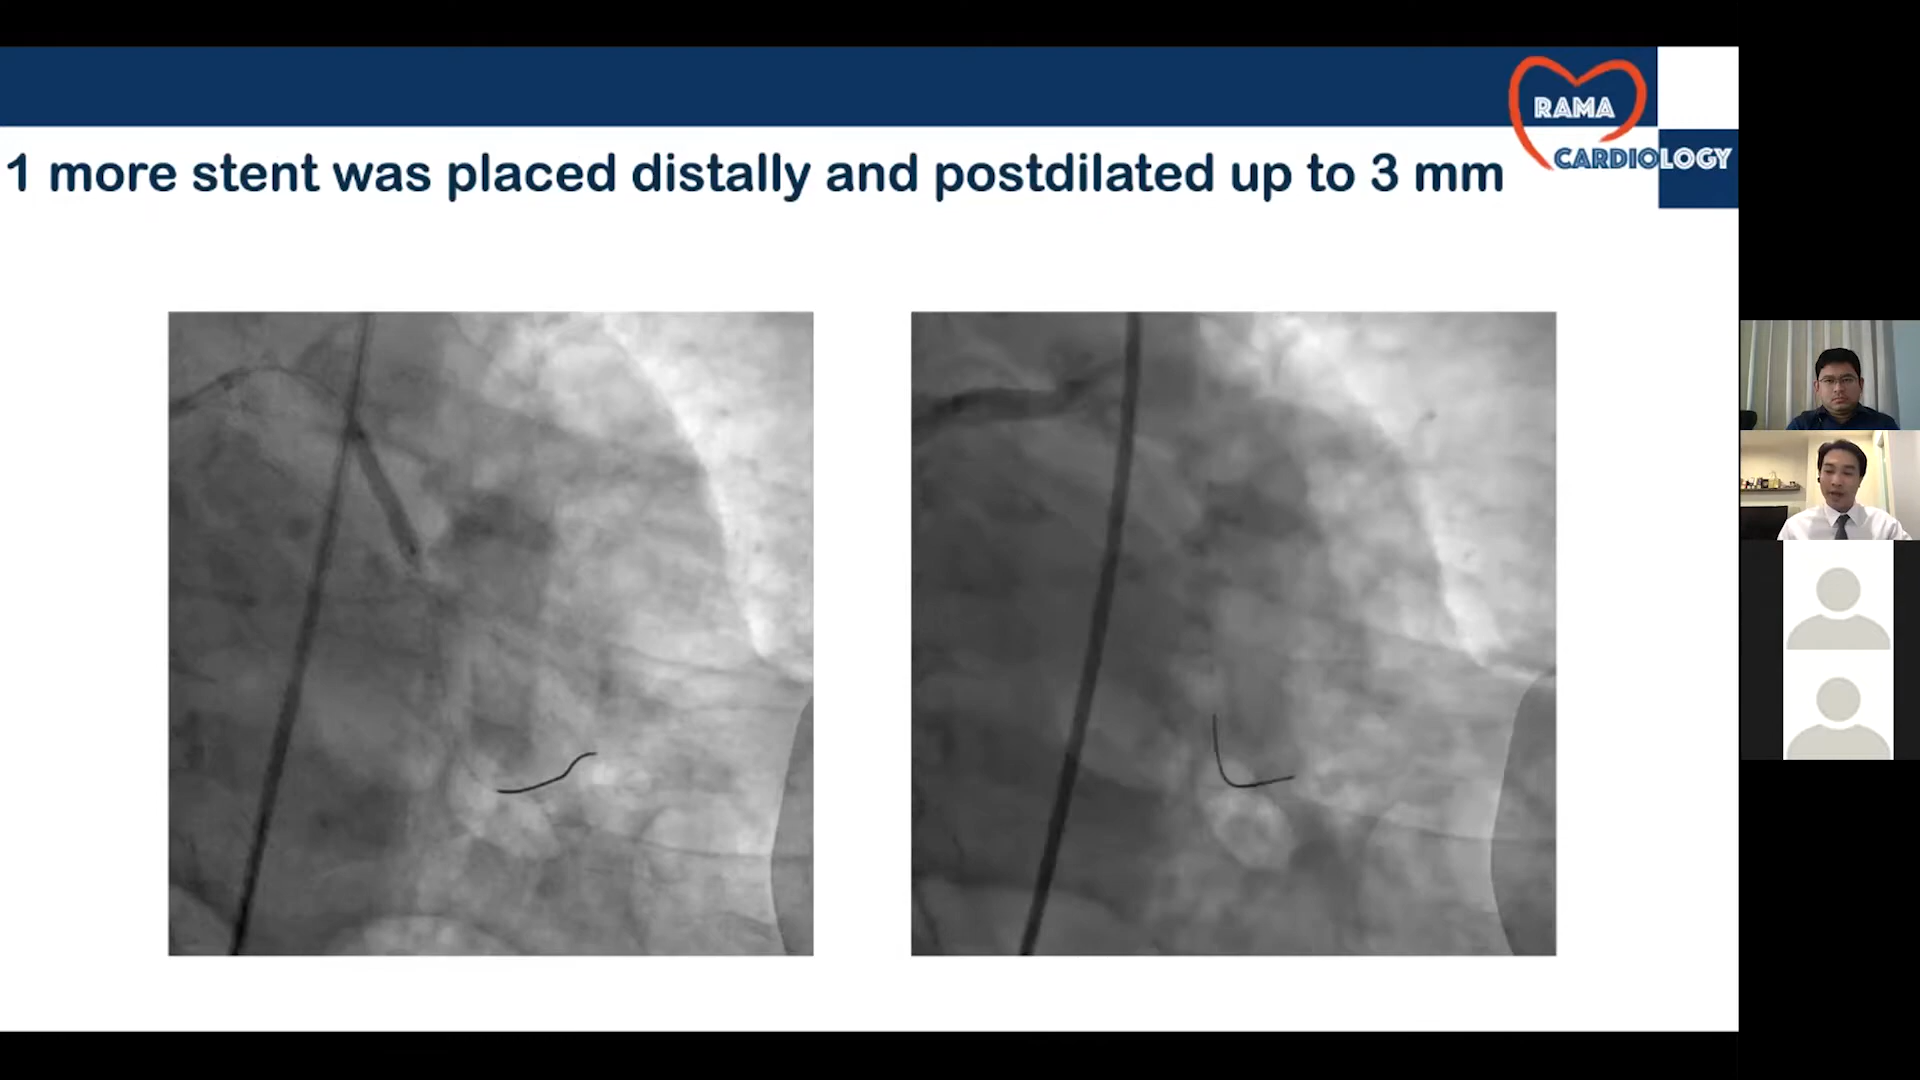 RAMA
CARDIOLOGY
1 more stent was placed distally and postdilated up to 3 mm